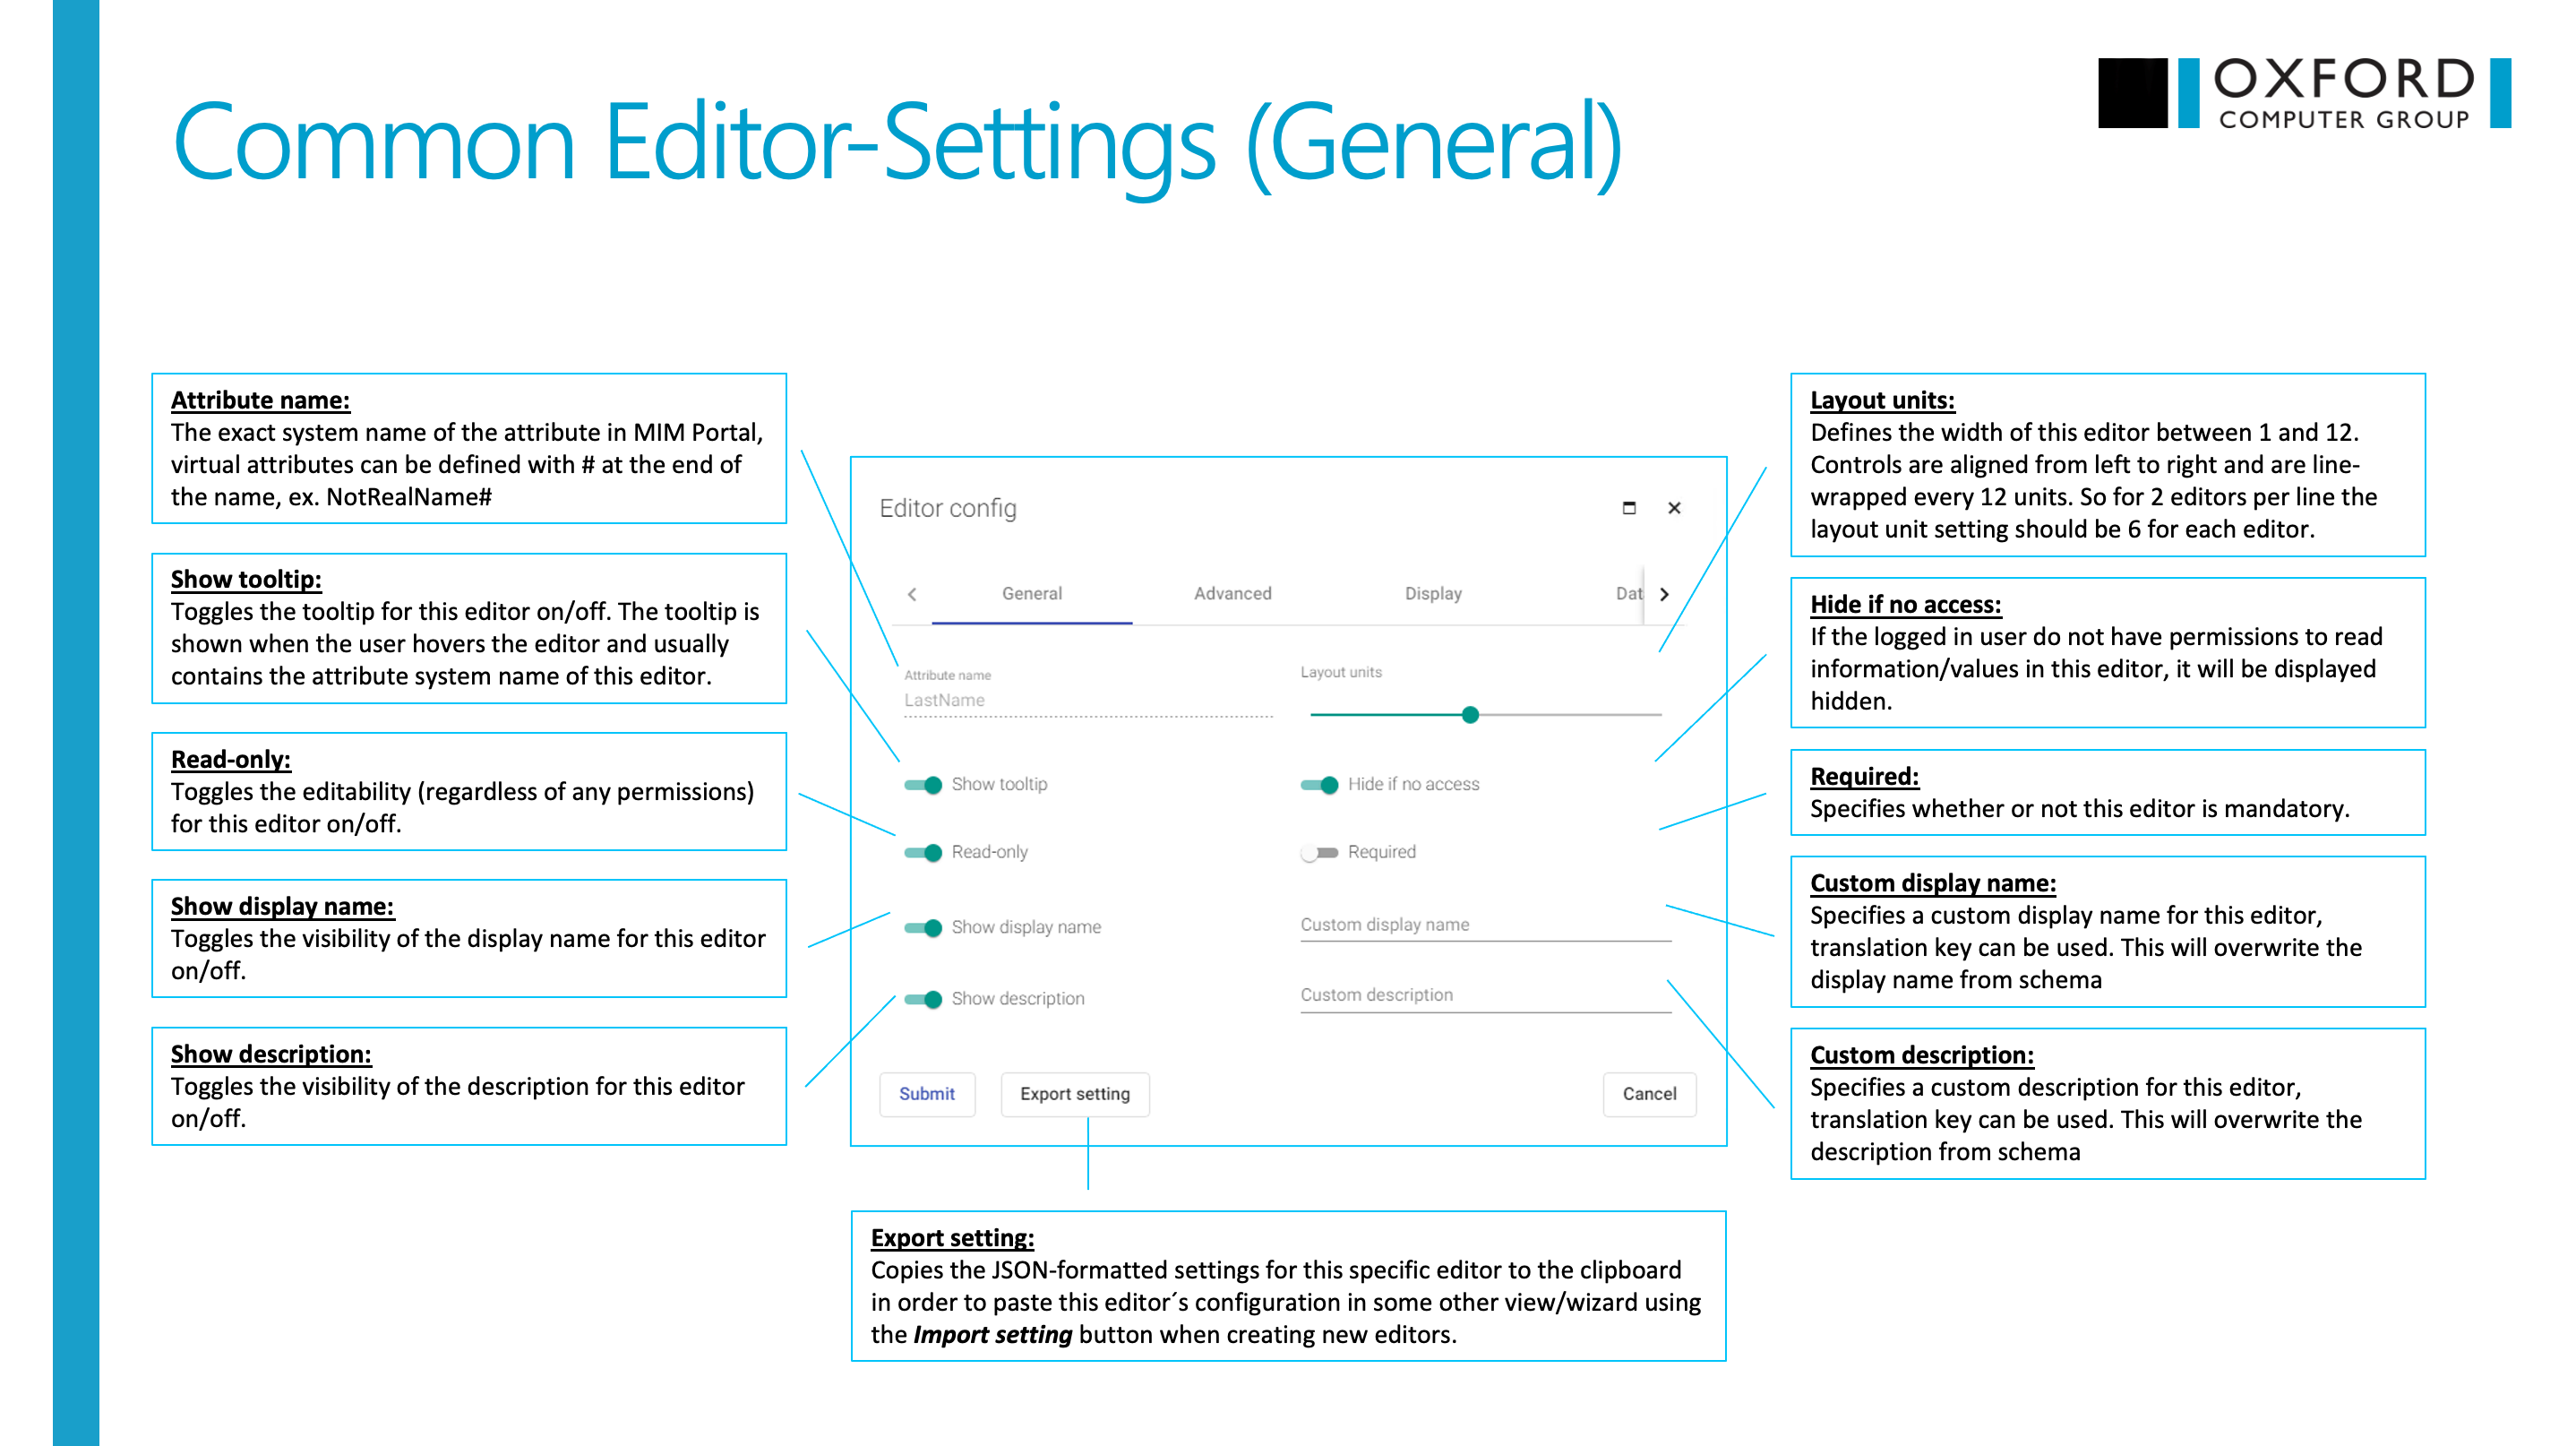 OXFORD
COMPUTER GROUP
Common Editor-Settings (General)
Attribute name:
The exact system name of the attribute in MIM Portal,
virtual attributes can be defined with # at the end of
the name, ex. NotRealName#
Show tooltip:
Toggles the tooltip for this editor on/off. The tooltip is
shown when the user hovers the editor and usually
contains the attribute system name of this editor.
Read-only:
Toggles the editability (regardless of any permissions)
for this editor on/off.
Show display name:
Toggles the visibility of the display name for this editor
on/off.
Show description:
Toggles the visibility of the description for this editor
on/off.
Editor config
General
Advanced
Display
Dat
Attribute name
LastName
Layout units
Show tooltip
Hide if no access
Read-only
Required
Show display name
Custom display name
Show description
Custom description
Submit
Export setting
Cancel
Export setting:
Copies the JSON-formatted settings for this specific editor to the clipboard
in order to paste this editor´s configuration in some other view/wizard using
the Import setting button when creating new editors.
Layout units:
Defines the width of this editor between 1 and 12.
Controls are aligned from left to right and are line-
wrapped every 12 units. So for 2 editors per line the
layout unit setting should be 6 for each editor.
Hide if no access:
If the logged in user do not have permissions to read
information/values in this editor, it will be displayed
hidden.
Required:
Specifies whether or not this editor is mandatory.
Custom display name:
Specifies a custom display name for this editor,
translation key can be used. This will overwrite the
display name from schema
Custom description:
Specifies a custom description for this editor,
translation key can be used. This will overwrite the
description from schema